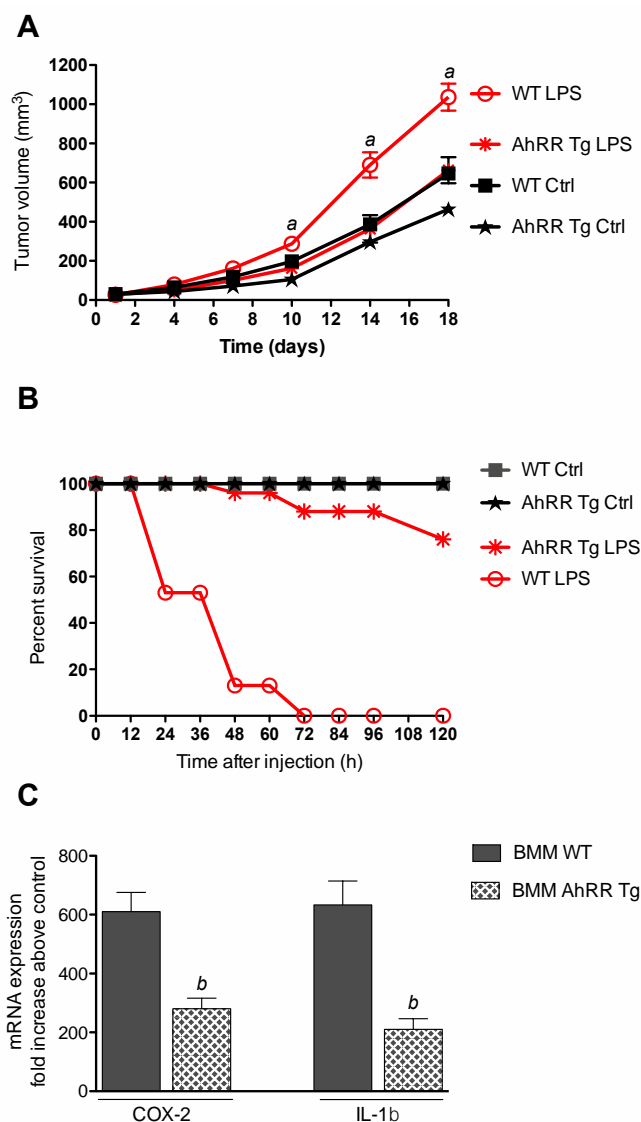 A
1200
1000
800
600
400
200
0
Tumor volume (mm³)
0 2 4 6 8 10 12 14 16 18
Time (days)
a
a
a
WT LPS
AhRR Tg LPS
WT Ctrl
AhRR Tg Ctrl
B
100
80
60
40
20
0
Percent survival
0 12 24 36 48 60 72 84 96 108 120
Time after injection (h)
WT Ctrl
AhRR Tg Ctrl
AhRR Tg LPS
WT LPS
C
800
600
400
200
0
mRNA expression
fold increase above control
b
b
COX-2 IL-1b
BMM WT
BMM AhRR Tg